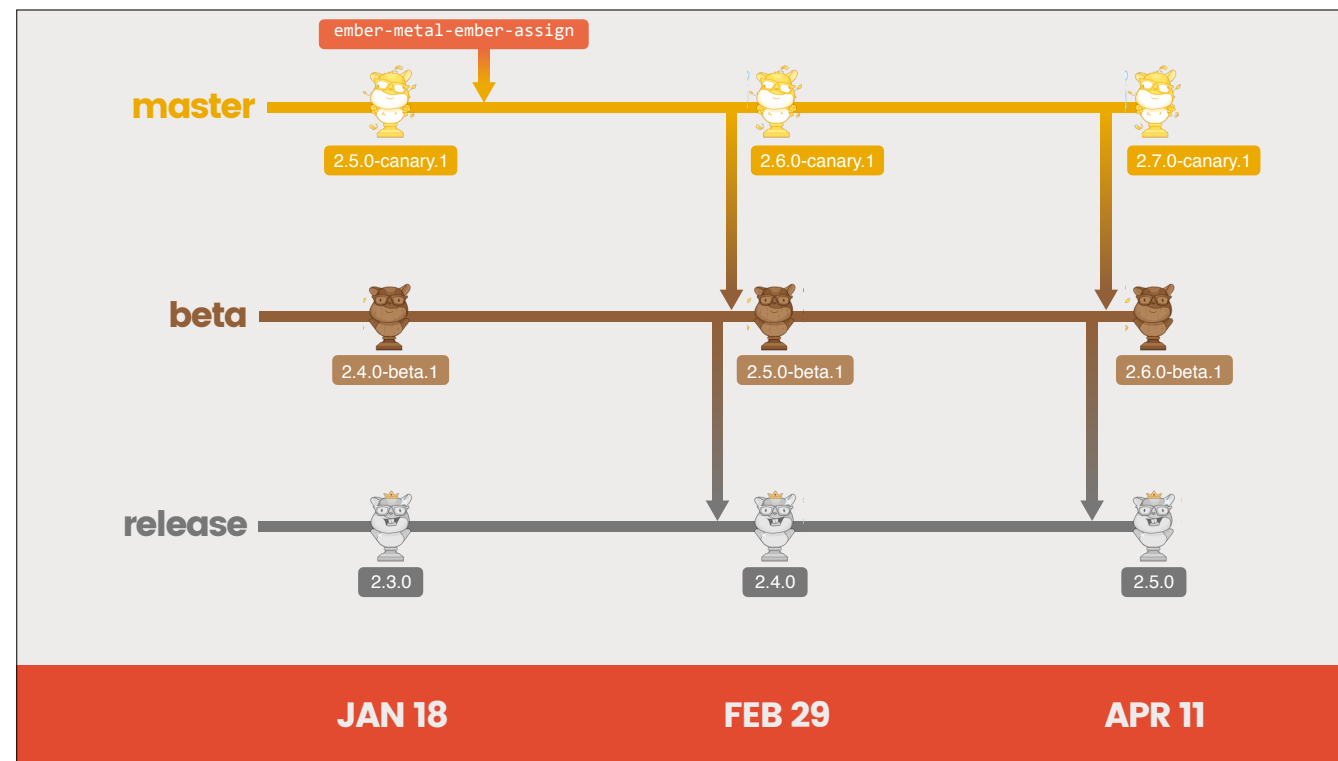 ember-metal-ember-assign
master
2.5.0-canary.1
2.6.0-canary.1
2.7.0-canary.1
beta
2.4.0-beta.1
2.5.0-beta.1
2.6.0-beta.1
release
2.3.0
2.4.0
2.5.0
JAN 18
FEB 29
APR 11